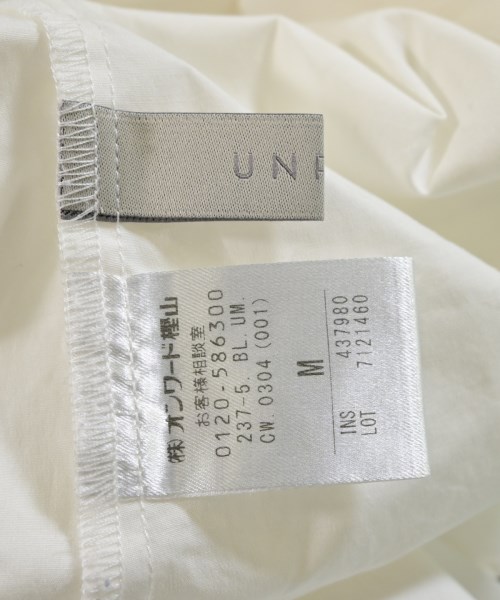 UNF
(株)オンワード樫山
お客様相談室
0120-586300
237-5. BL. UM.
CW. 0304 (001)
M
INS 437980
LOT 7121460